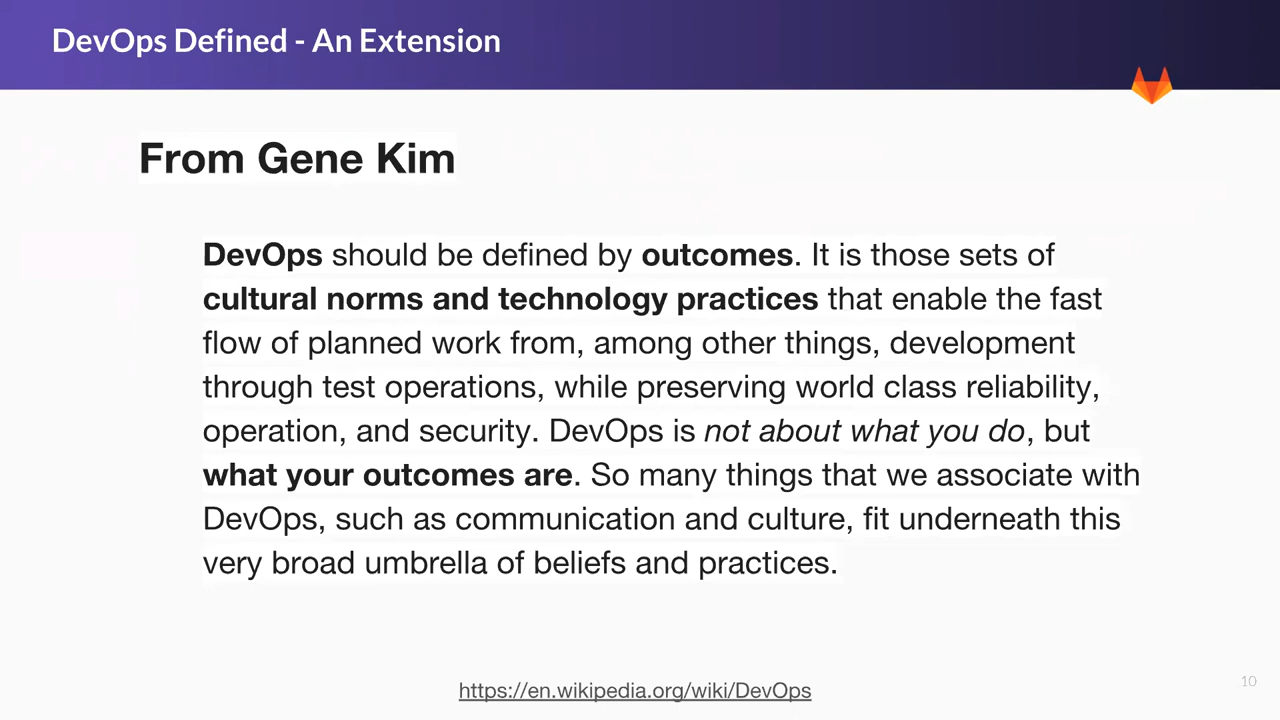 DevOps Defined - An Extension
From Gene Kim
DevOps should be defined by outcomes. It is those sets of
cultural norms and technology practices that enable the fast
flow of planned work from, among other things, development
through test operations, while preserving world class reliability,
operation, and security. DevOps is not about what you do, but
what your outcomes are. So many things that we associate with
DevOps, such as communication and culture, fit underneath this
very broad umbrella of beliefs and practices.
https://en.wikipedia.org/wiki/DevOps
10